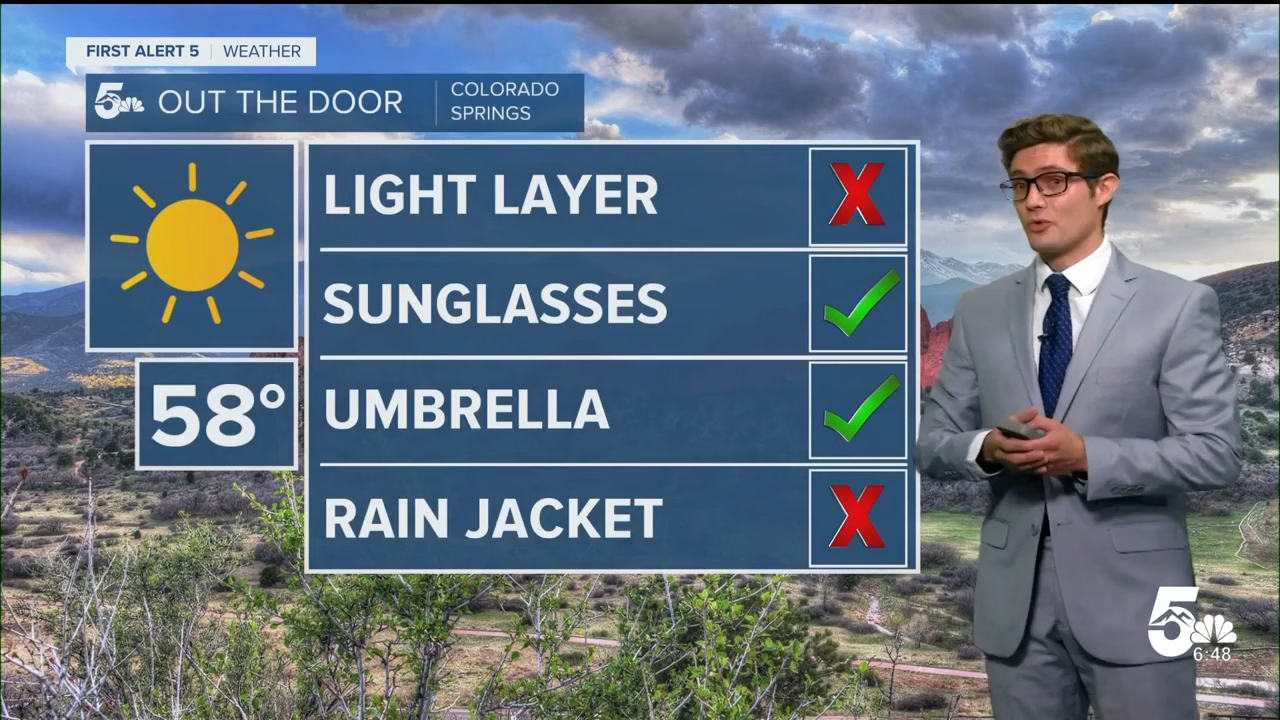 FIRST ALERT 5 | WEATHER
5 OUT THE DOOR
COLORADO
SPRINGS
LIGHT LAYER X
SUNGLASSES
58°
UMBRELLA
RAIN JACKET X
5
6:48